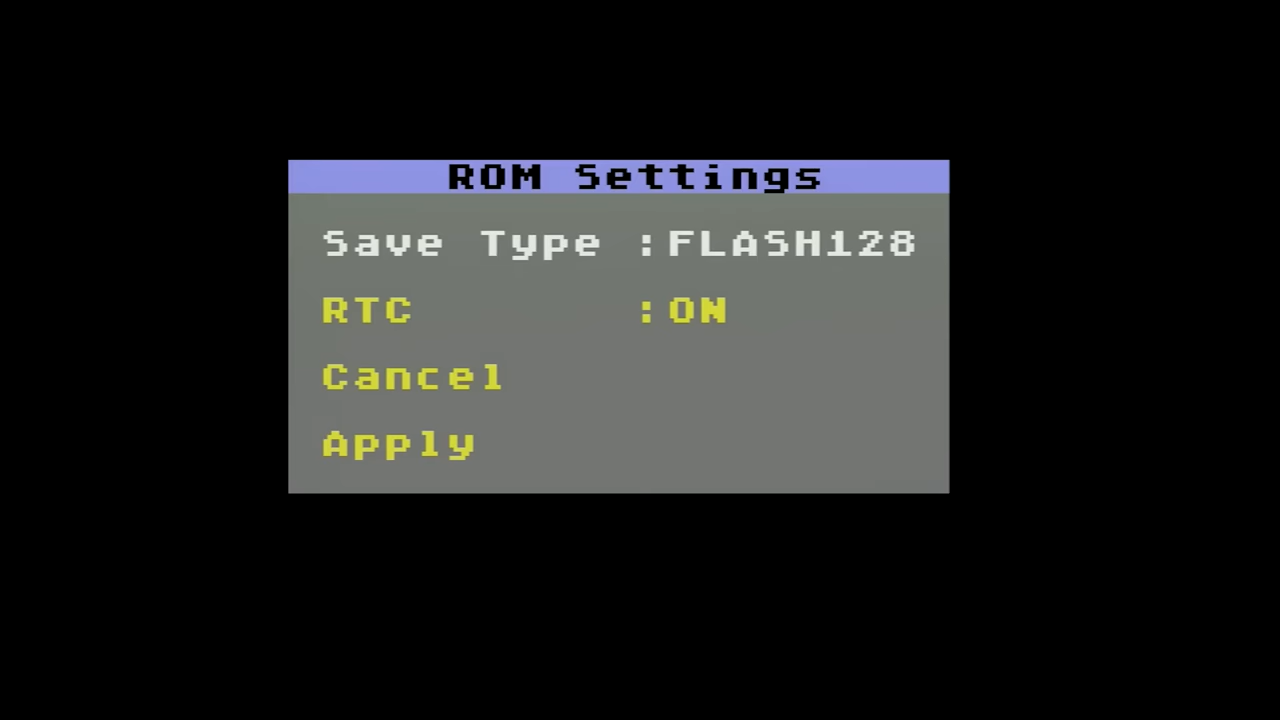 ROM Settings
Save Type :FLASH128
RTC :ON
Cancel
Apply